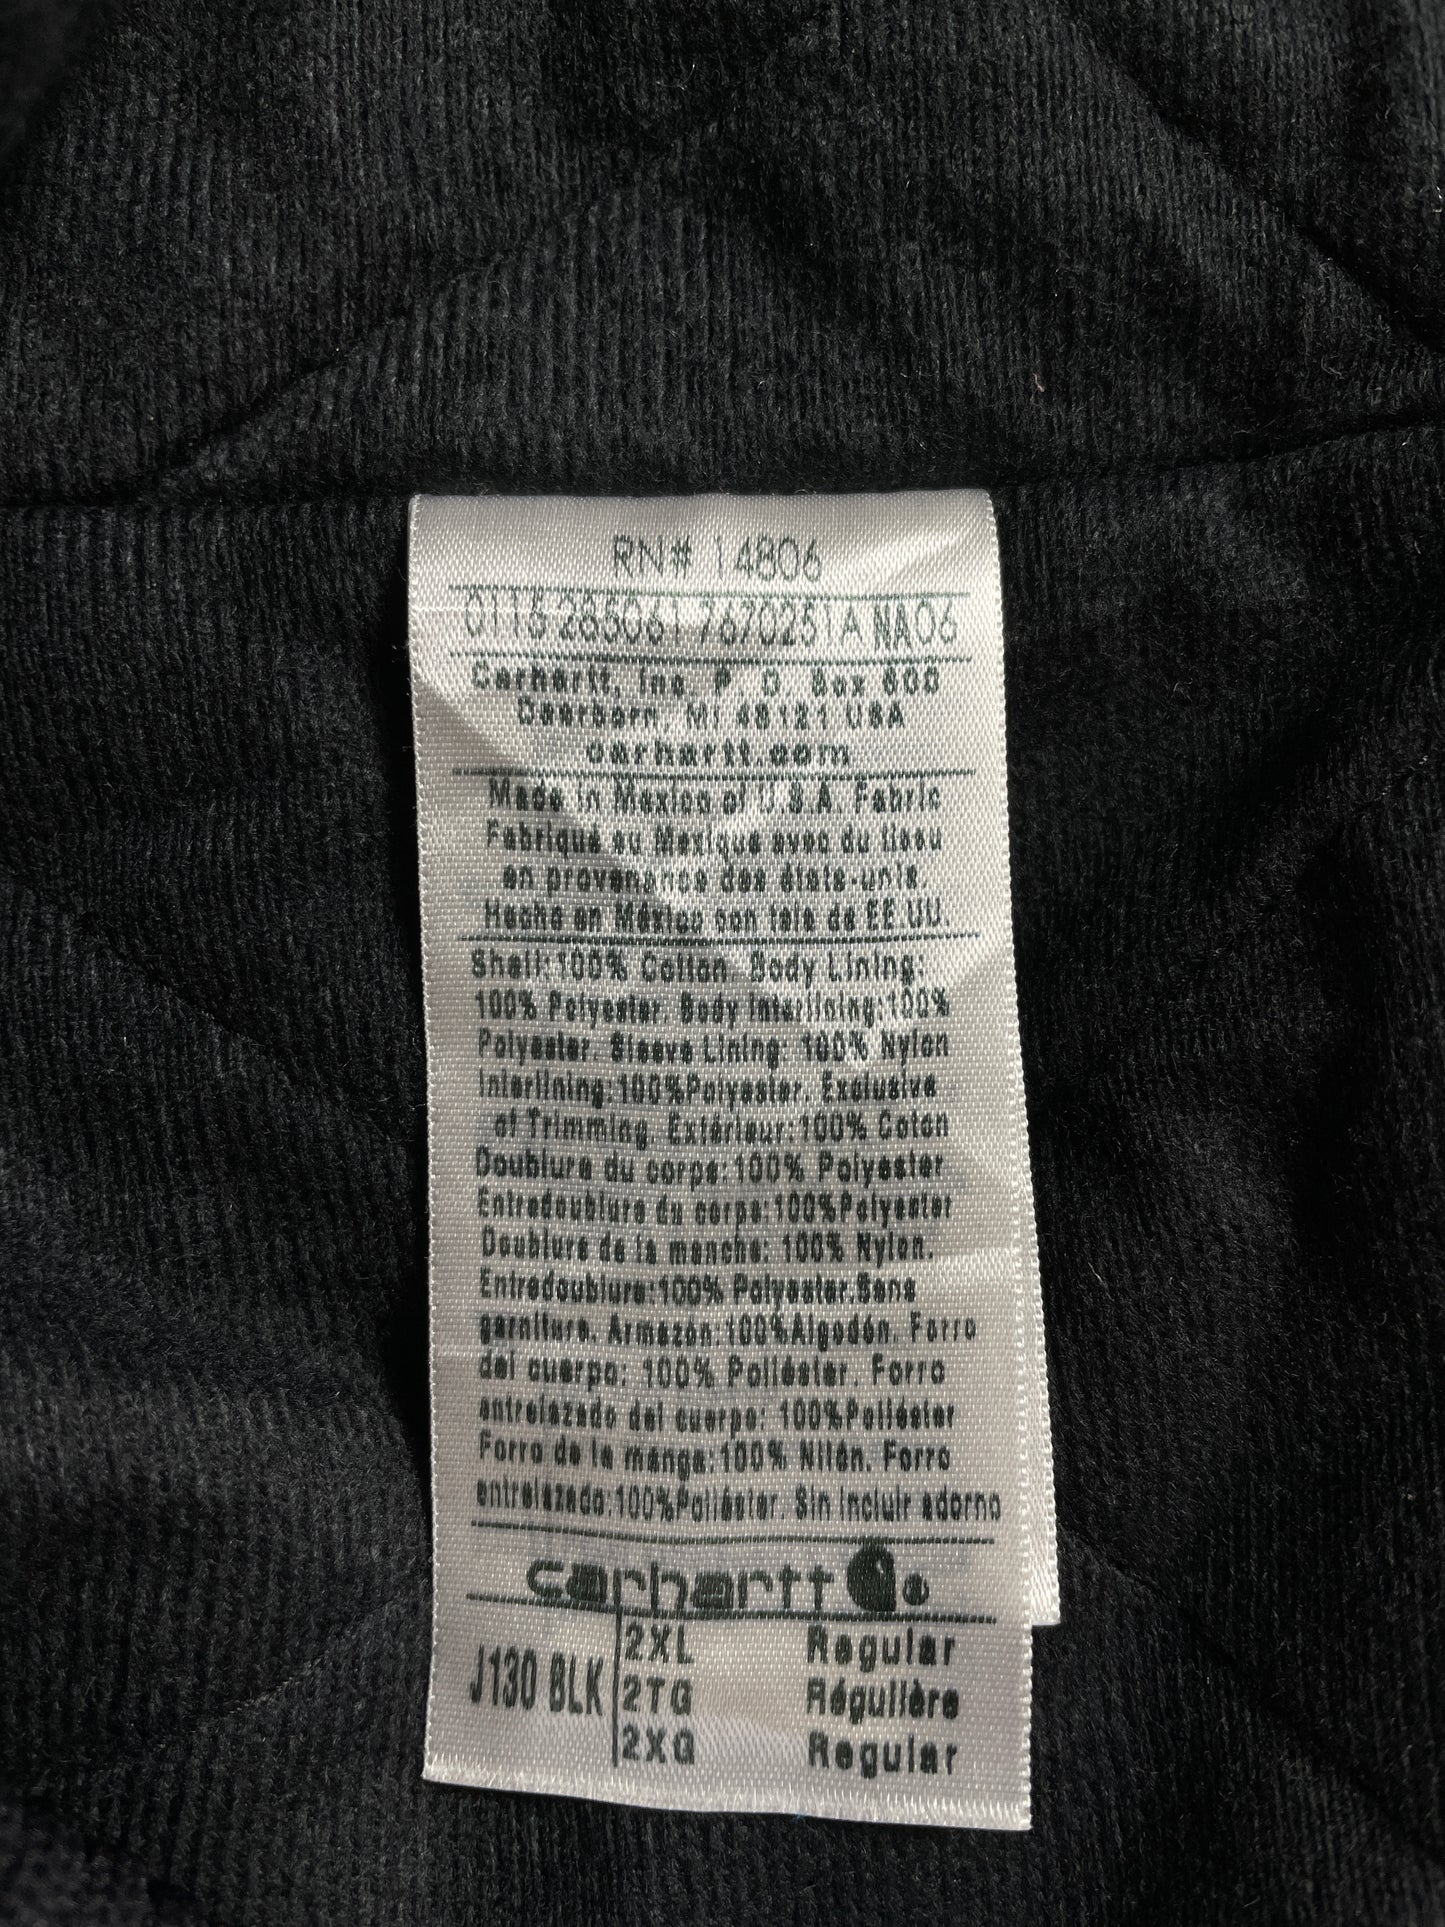 RN# 14806
0115-285061 7670251A NA06
Carhartt, Inc. P. O. Box 600
Dearborn, MI 48121 USA
carhartt.com
Made in Mexico of U.S.A. Fabric
Fabriqué au Mexique avec du tissu
en provenance des états-unis.
Hecho en México con tela de EE.UU.
Shell:100% Cotton. Body Lining:
100% Polyester. Body Interlining:100%
Polyester. Sleeve Lining: 100% Nylon
Interlining:100%Polyester. Exclusive
of Trimming. Extérieur:100% Coton
Doublure du corps:100% Polyester
Entredoublure du corps:100%Polyester
Doublure de la manche: 100% Nylon.
Entredoublure:100% Polyester.Sans
garniture. Armazón:100%Algodón. Forro
del cuerpo: 100% Poliéster. Forro
entrelazado del cuerpo: 100%Poliéster
Forro de la manga:100% Nilón. Forro
entrelazado:100%Poliéster. Sin incluir adorno
carhartt ®
J130 BLK
2XL Regular
2TG Régulière
2XG Regular